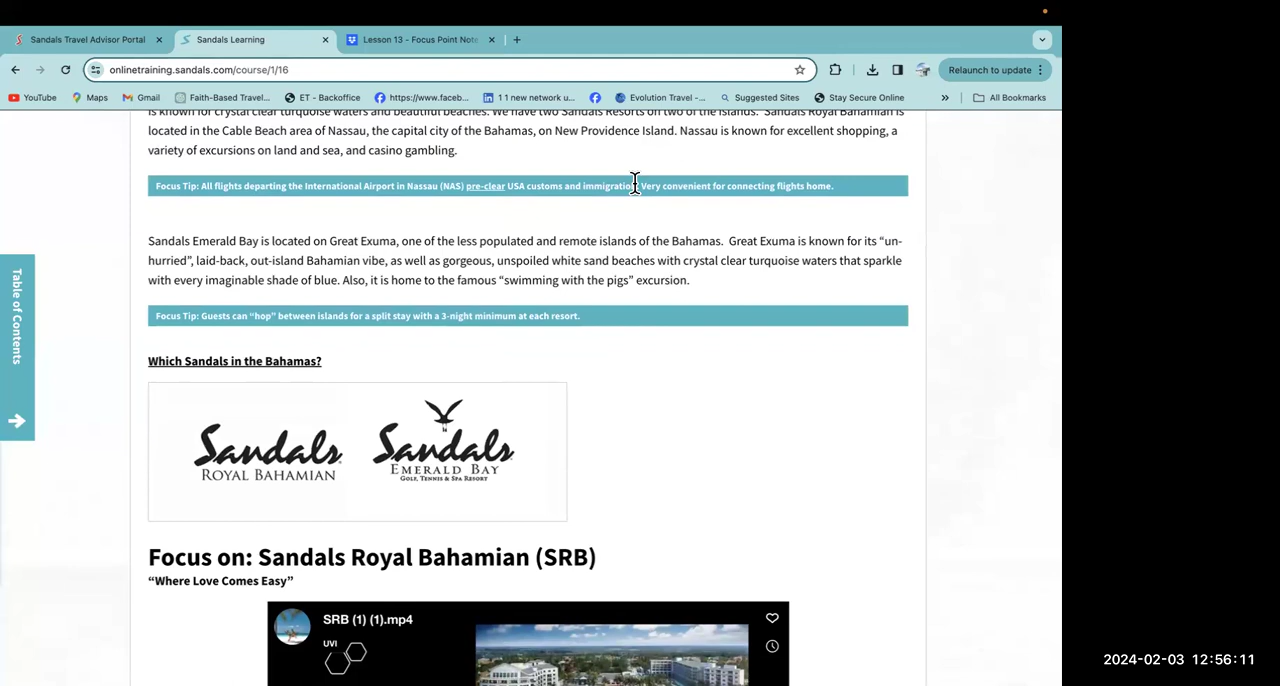 Sandals Travel Advisor Portal
Sandals Learning
Lesson 13 - Focus Point Note
onlinetraining.sandals.com/course/1/16
Relaunch to update
YouTube
Maps
Gmail
Faith-Based Travel...
ET - Backoffice
https://www.faceb...
1 1 new network u...
Evolution Travel -...
Suggested Sites
Stay Secure Online
»
All Bookmarks
is known for crystal clear turquoise waters and beautiful beaches. We have two Sandals Resorts on two of the islands.  Sandals Royal Bahamian is
located in the Cable Beach area of Nassau, the capital city of the Bahamas, on New Providence Island. Nassau is known for excellent shopping, a
variety of excursions on land and sea, and casino gambling.
Focus Tip: All flights departing the International Airport in Nassau (NAS) pre-clear USA customs and immigration. Very convenient for connecting flights home.
Sandals Emerald Bay is located on Great Exuma, one of the less populated and remote islands of the Bahamas.  Great Exuma is known for its “un-
hurried”, laid-back, out-island Bahamian vibe, as well as gorgeous, unspoiled white sand beaches with crystal clear turquoise waters that sparkle
with every imaginable shade of blue. Also, it is home to the famous “swimming with the pigs” excursion.
Table of Contents
Focus Tip: Guests can “hop” between islands for a split stay with a 3-night minimum at each resort.
Which Sandals in the Bahamas?
Sandals
ROYAL BAHAMIAN
Sandals
EMERALD BAY
GOLF, TENNIS & SPA RESORT
Focus on: Sandals Royal Bahamian (SRB)
“Where Love Comes Easy”
SRB (1) (1).mp4
UVI
2024-02-03 12:56:11